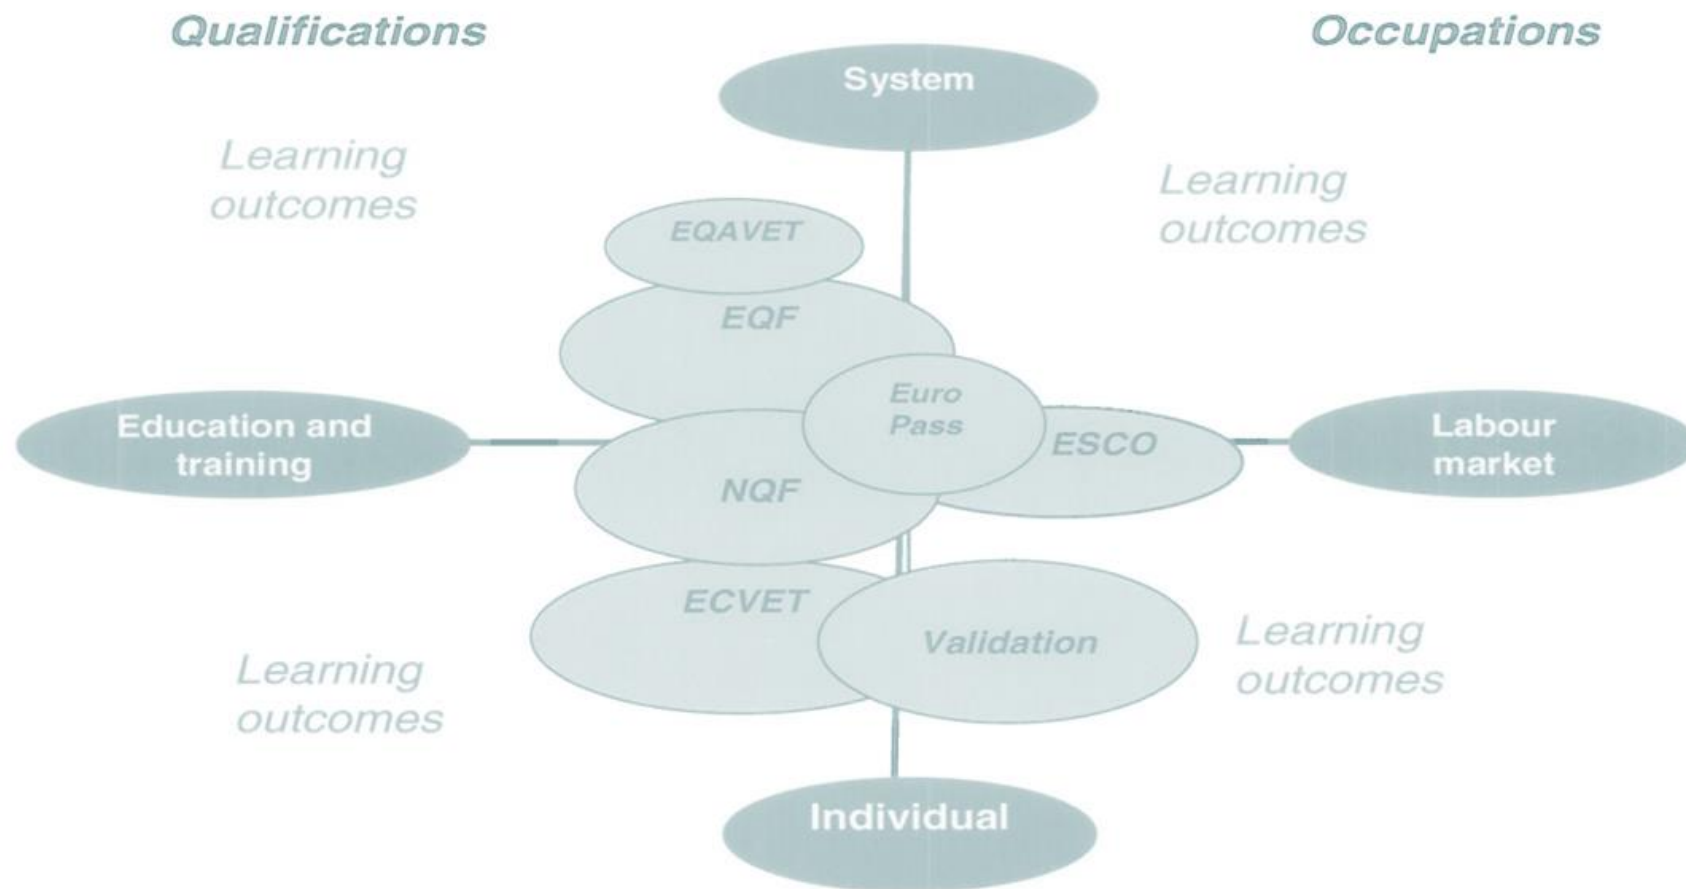 Qualifications
Occupations
System
Learning
outcomes
Learning
outcomes
EQAVET
EQF
Euro
Pass
Education and
training
ESCO
Labour
market
NQF
ECVET
Validation
Learning
outcomes
Learning
outcomes
Individual